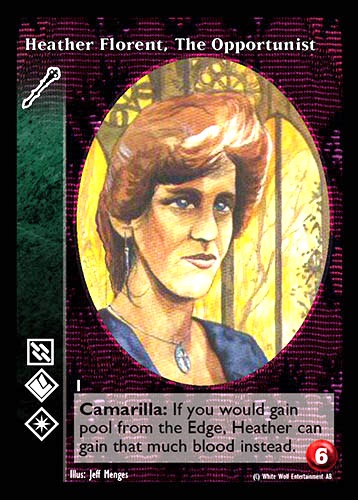 Heather Florent, The Opportunist
I
Camarilla: If you would gain
pool from the Edge, Heather can
gain that much blood instead.
6
Illus: Jeff Menges
(C) White Wolf Entertainment AB